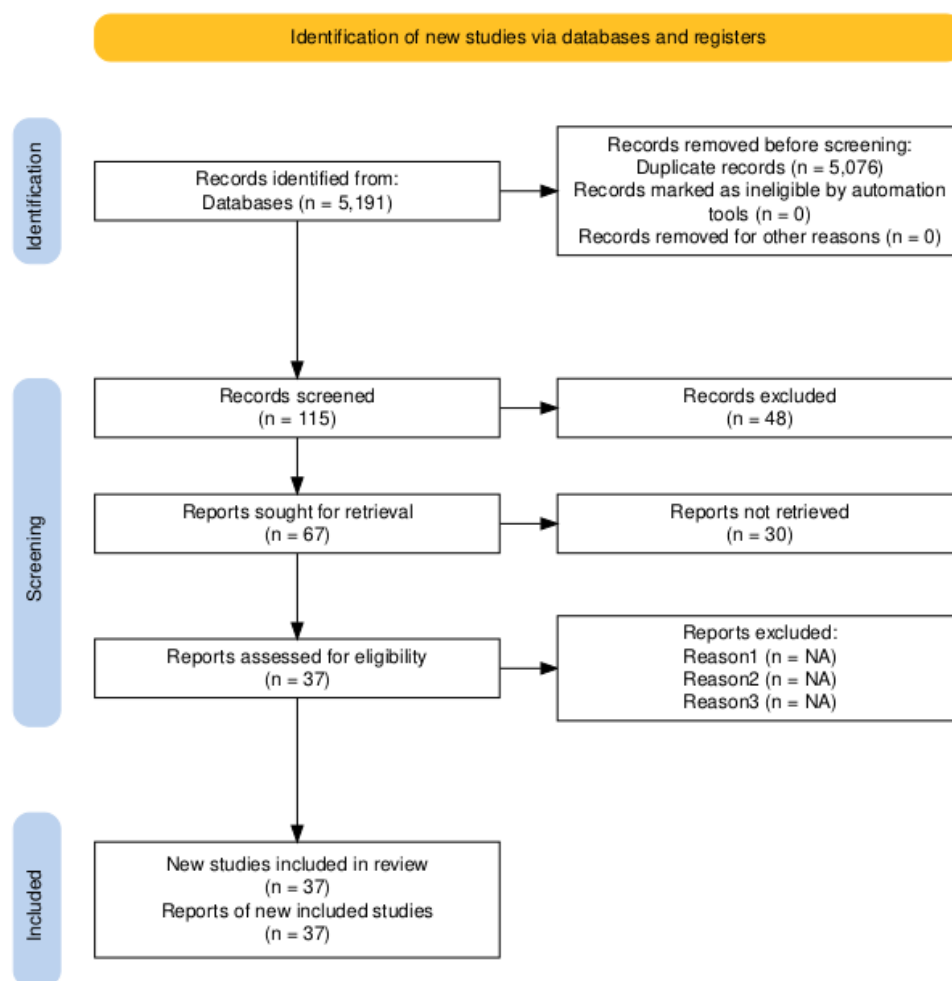 Identification of new studies via databases and registers
Identification
Records identified from:
Databases (n = 5,191)
Records removed before screening:
Duplicate records (n = 5,076)
Records marked as ineligible by automation
tools (n = 0)
Records removed for other reasons (n = 0)
Screening
Records screened
(n = 115)
Records excluded
(n = 48)
Reports sought for retrieval
(n = 67)
Reports not retrieved
(n = 30)
Reports assessed for eligibility
(n = 37)
Reports excluded:
Reason1 (n = NA)
Reason2 (n = NA)
Reason3 (n = NA)
Included
New studies included in review
(n = 37)
Reports of new included studies
(n = 37)